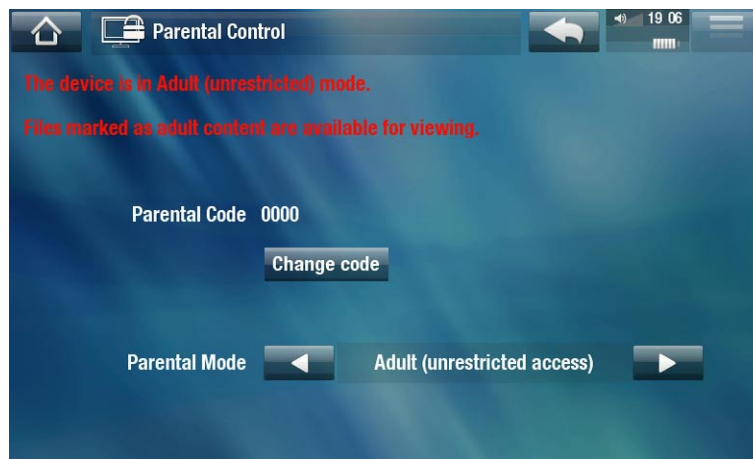 Parental Control
19 06
The device is in Adult (unrestricted) mode.
Files marked as adult content are available for viewing.
Parental Code 0000
Change code
Parental Mode Adult (unrestricted access)